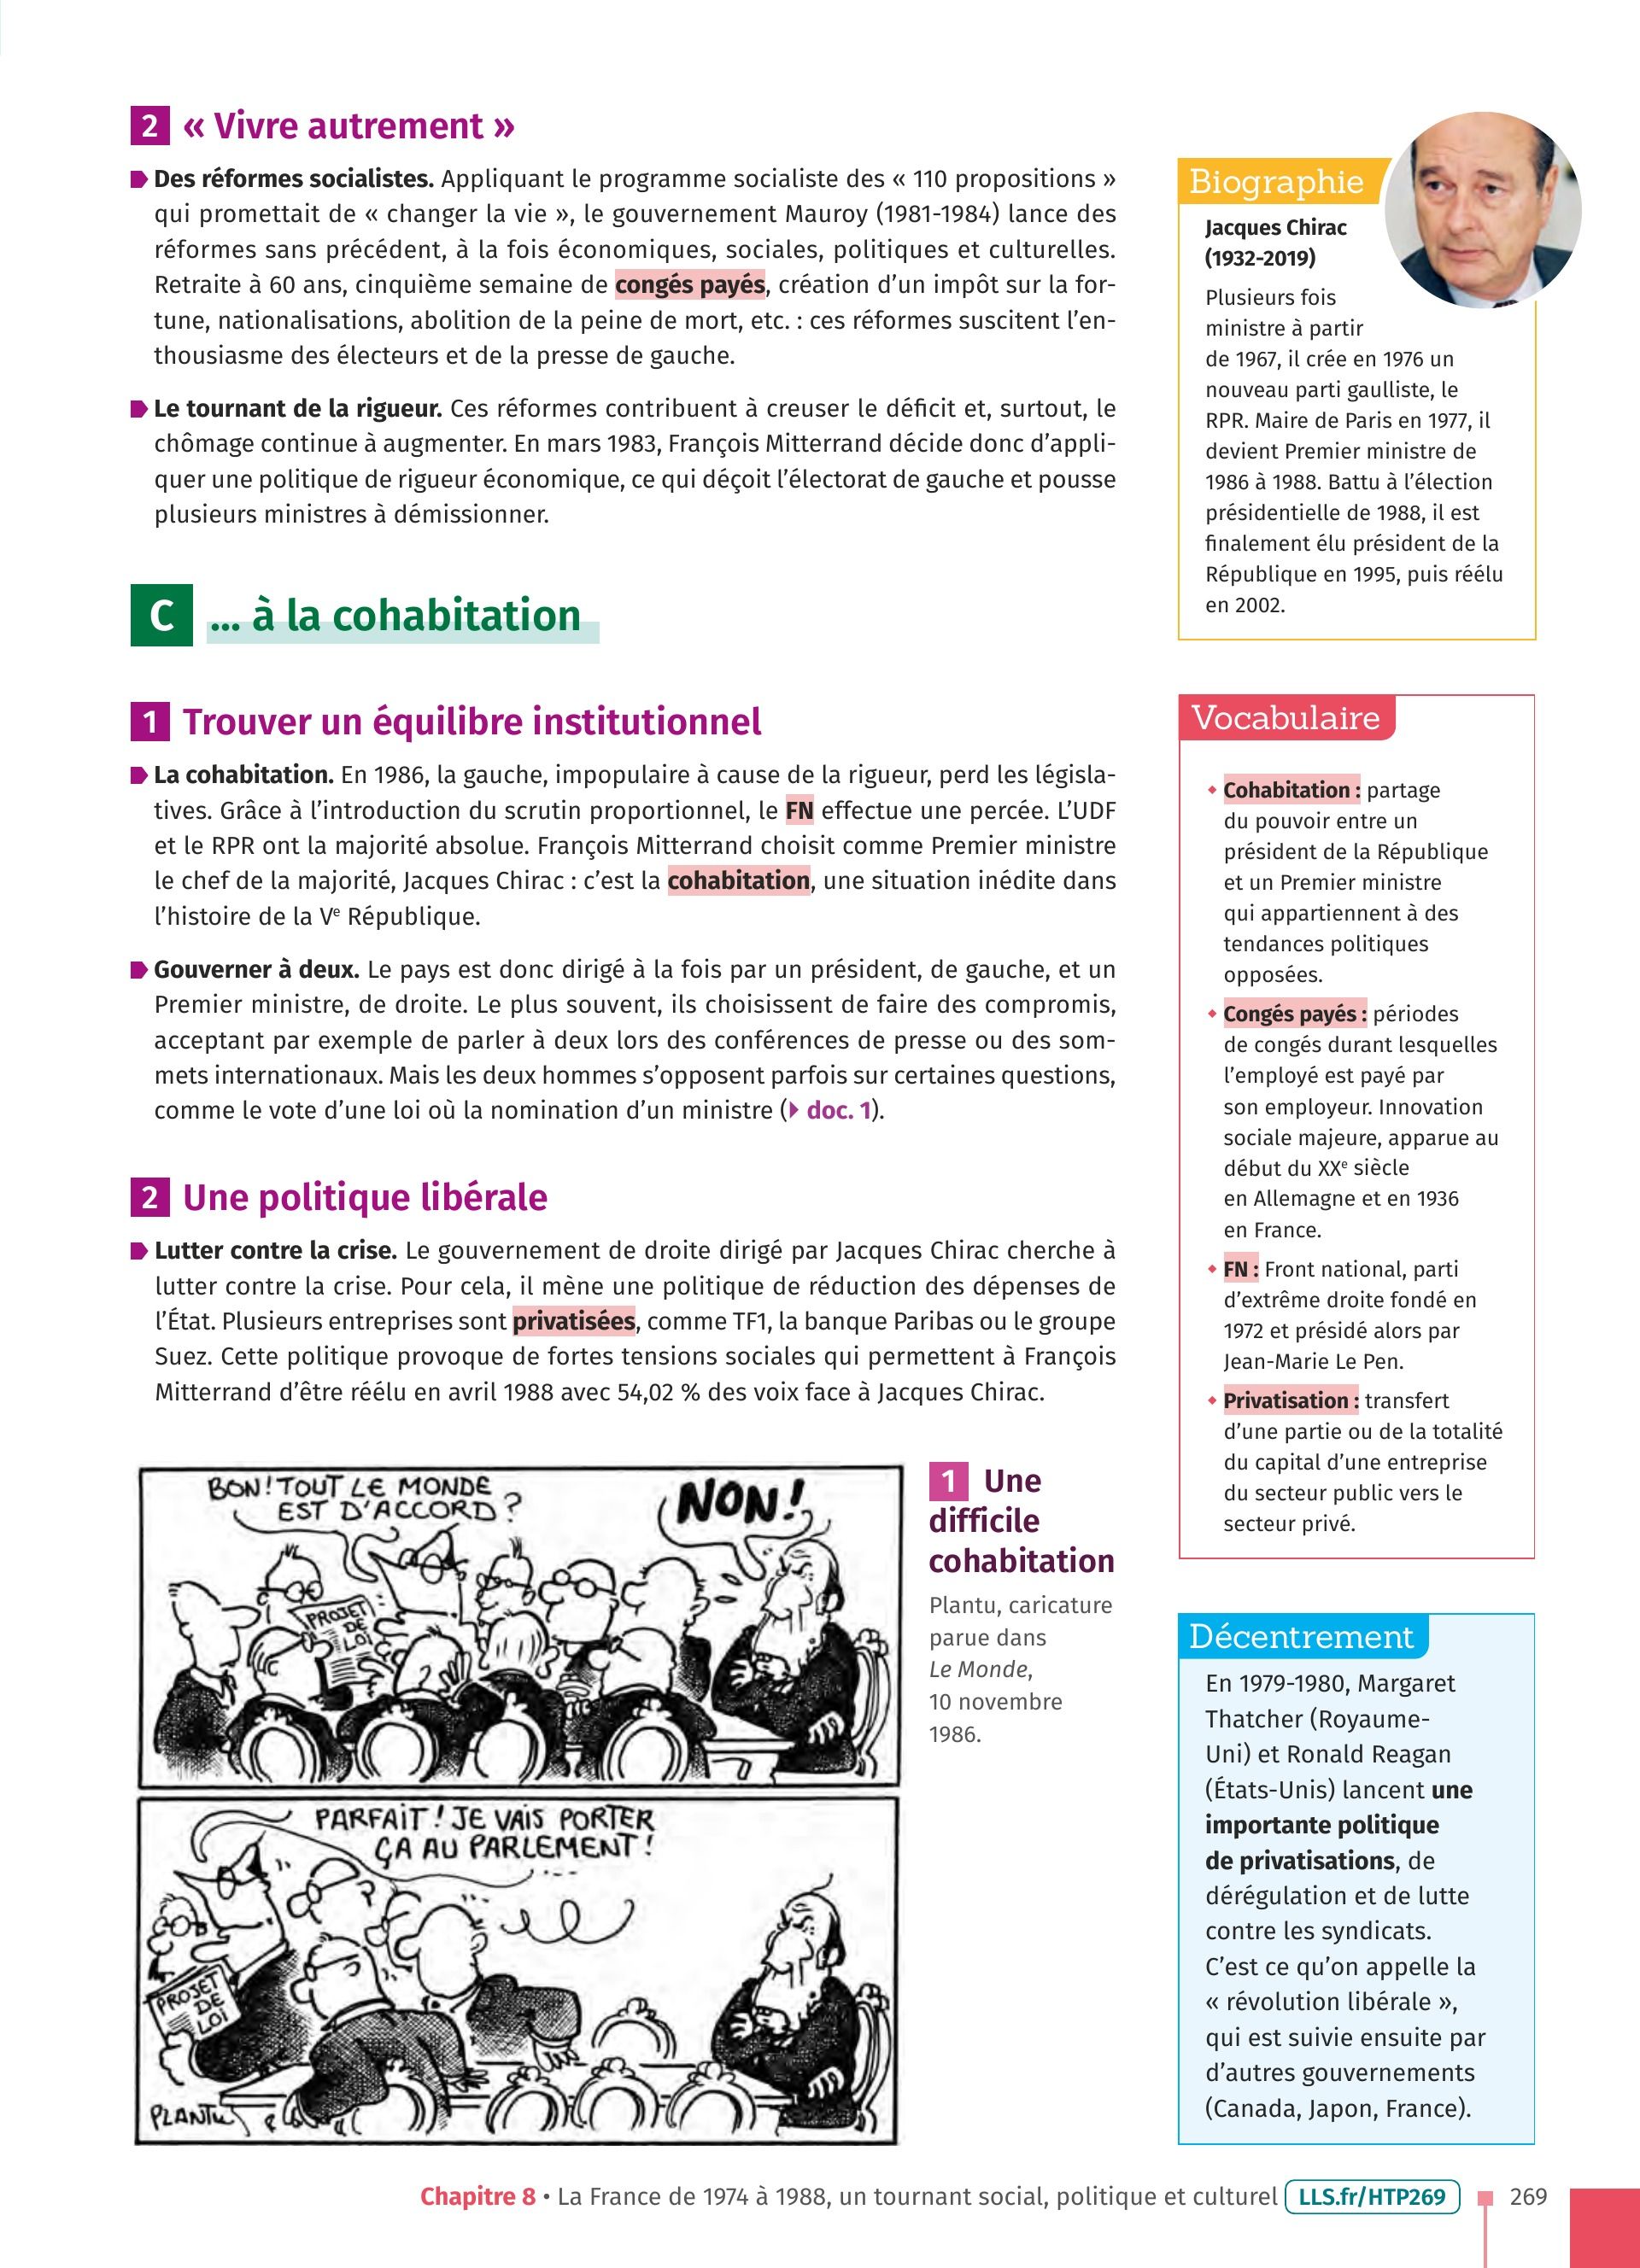 2 « Vivre autrement »
Des réformes socialistes. Appliquant le programme socialiste des « 110 propositions »
qui promettait de « changer la vie », le gouvernement Mauroy (1981-1984) lance des
réformes sans précédent, à la fois économiques, sociales, politiques et culturelles.
Retraite à 60 ans, cinquième semaine de congés payés, création d'un impôt sur la for-
tune, nationalisations, abolition de la peine de mort, etc. : ces réformes suscitent l'en-
thousiasme des électeurs et de la presse de gauche.
Le tournant de la rigueur. Ces réformes contribuent à creuser le déficit et, surtout, le
chômage continue à augmenter. En mars 1983, François Mitterrand décide donc d'appli-
quer une politique de rigueur économique, ce qui déçoit l'électorat de gauche et pousse
plusieurs ministres à démissionner.
C ... à la cohabitation
1 Trouver un équilibre institutionnel
La cohabitation. En 1986, la gauche, impopulaire à cause de la rigueur, perd les législa-
tives. Grâce à l'introduction du scrutin proportionnel, le FN effectue une percée. L'UDF
et le RPR ont la majorité absolue. François Mitterrand choisit comme Premier ministre
le chef de la majorité, Jacques Chirac : c'est la cohabitation, une situation inédite dans
l'histoire de la Ve République.
Gouverner à deux. Le pays est donc dirigé à la fois par un président, de gauche, et un
Premier ministre, de droite. Le plus souvent, ils choisissent de faire des compromis,
acceptant par exemple de parler à deux lors des conférences de presse ou des som-
mets internationaux. Mais les deux hommes s'opposent parfois sur certaines questions,
comme le vote d'une loi où la nomination d'un ministre (doc. 1).
2 Une politique libérale
Lutter contre la crise. Le gouvernement de droite dirigé par Jacques Chirac cherche à
lutter contre la crise. Pour cela, il mène une politique de réduction des dépenses de
l'État. Plusieurs entreprises sont privatisées, comme TF1, la banque Paribas ou le groupe
Suez. Cette politique provoque de fortes tensions sociales qui permettent à François
Mitterrand d'être réélu en avril 1988 avec 54,02 % des voix face à Jacques Chirac.
BON! TOUT LE MONDE
EST D'ACCORD ?
NON!
PROJET
DE
LOI
PARFAIT! JE VAIS PORTER
ÇA AU PARLEMENT!
PROJET
DE
LOI
PLANTU
1 Une
difficile
cohabitation
Plantu, caricature
parue dans
Le Monde,
10 novembre
1986.
Biographie
Jacques Chirac
(1932-2019)
Plusieurs fois
ministre à partir
de 1967, il crée en 1976 un
nouveau parti gaulliste, le
RPR. Maire de Paris en 1977, il
devient Premier ministre de
1986 à 1988. Battu à l'élection
présidentielle de 1988, il est
finalement élu président de la
République en 1995, puis réélu
en 2002.
Vocabulaire
Cohabitation : partage
du pouvoir entre un
président de la République
et un Premier ministre
qui appartiennent à des
tendances politiques
opposées.
Congés payés : périodes
de congés durant lesquelles
l'employé est payé par
son employeur. Innovation
sociale majeure, apparue au
début du XXe siècle
en Allemagne et en 1936
en France.
FN : Front national, parti
d'extrême droite fondé en
1972 et présidé alors par
Jean-Marie Le Pen.
Privatisation : transfert
d'une partie ou de la totalité
du capital d'une entreprise
du secteur public vers le
secteur privé.
Décentrement
En 1979-1980, Margaret
Thatcher (Royaume-
Uni) et Ronald Reagan
(États-Unis) lancent une
importante politique
de privatisations, de
dérégulation et de lutte
contre les syndicats.
C'est ce qu'on appelle la
« révolution libérale »,
qui est suivie ensuite par
d'autres gouvernements
(Canada, Japon, France).
Chapitre 8 • La France de 1974 à 1988, un tournant social, politique et culturel LLS.fr/HTP269 269